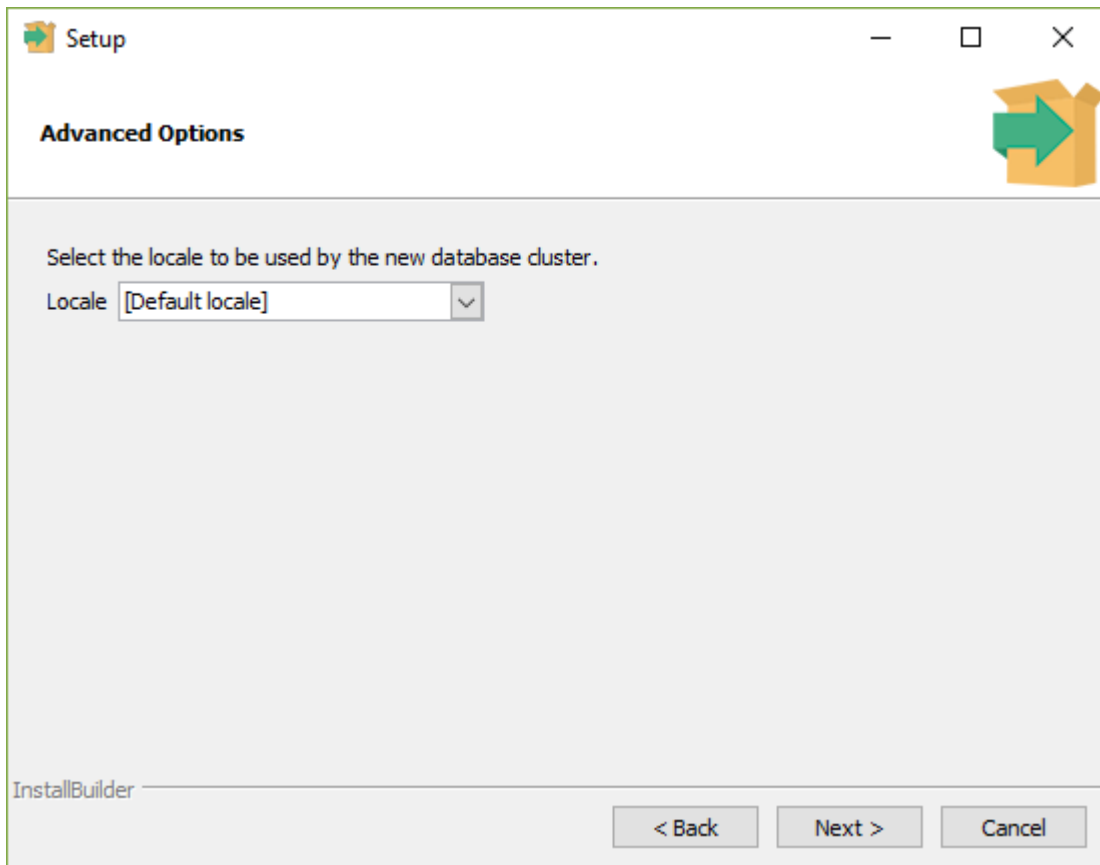 Setup
Advanced Options
Select the locale to be used by the new database cluster.
Locale [Default locale]
InstallBuilder
< Back Next > Cancel